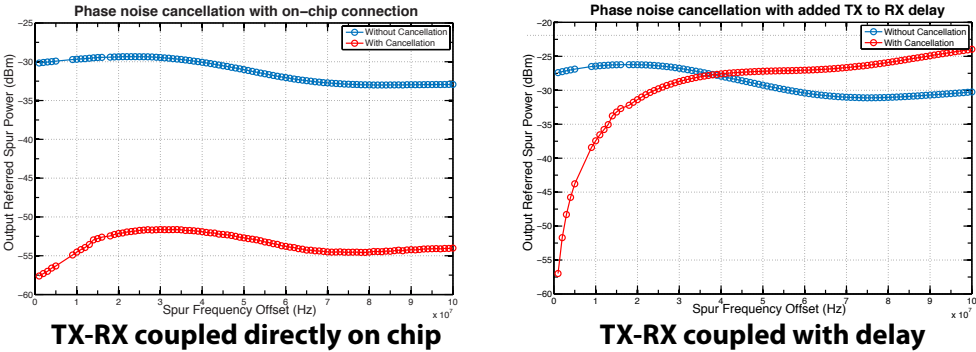 Phase noise cancellation with on-chip connection
Output Referred Spur Power (dBm)
-25
-30
-35
-40
-45
-50
-55
-60
Without Cancellation
With Cancellation
0 1 2 3 4 5 6 7 8 9 10
x 10^7
Spur Frequency Offset (Hz)
TX-RX coupled directly on chip
Phase noise cancellation with added TX to RX delay
Output Referred Spur Power (dBm)
-20
-25
-30
-35
-40
-45
-50
-55
-60
Without Cancellation
With Cancellation
0 1 2 3 4 5 6 7 8 9 10
x 10^7
Spur Frequency Offset (Hz)
TX-RX coupled with delay